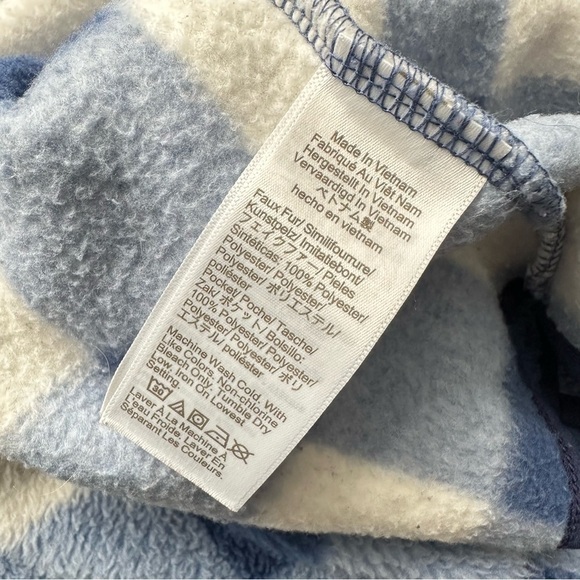 Made In Vietnam
Fabriqué Au Viêt Nam
Hergestellt In Vietnam
Vervaardigd In Vietnam
ベトナム製
hecho en vietnam
Faux Fur/Similifourrure/
Kunstpelz/Imitatiebont/
フェイクファー/Pieles
Sintéticas: 100% Polyester/
Polyester/Polyester/
Polyester/ポリエステル/
poliéster
Pocket/Poche/Tasche/
Zak/ポケット/Bolsillo:
100% Polyester/Polyester/
Polyester/Polyester/ポリ
エステル/poliéster
Machine Wash Cold, With
Like Colors, Non-chlorine
Bleach Only, Tumble Dry
Low, Iron On Lowest
Setting.
30
Laver A La Machine À
L'eau Froide, Laver En
Séparant Les Couleurs.